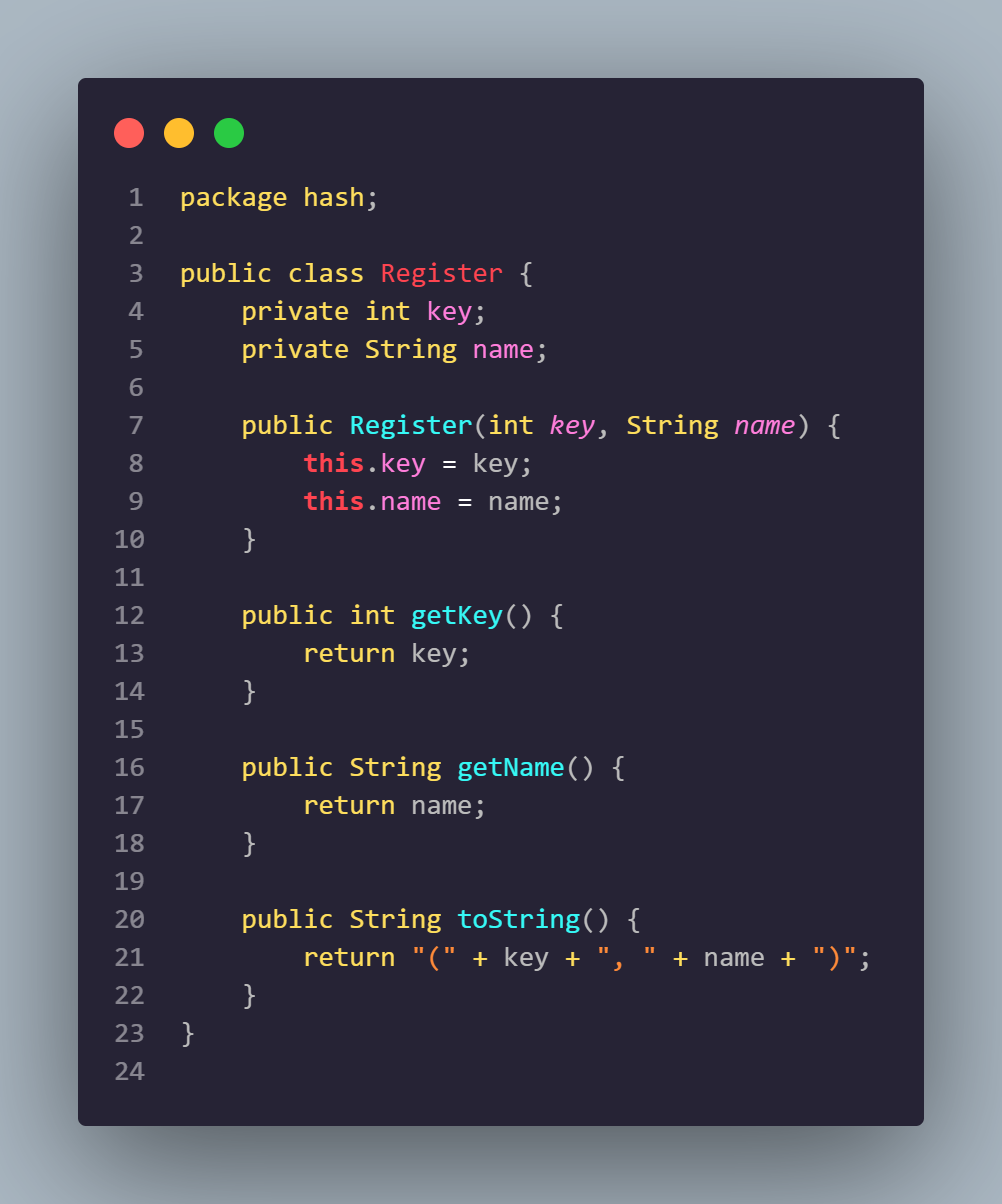 1 package hash;
2
3 public class Register {
4     private int key;
5     private String name;
6
7     public Register(int key, String name) {
8         this.key = key;
9         this.name = name;
10     }
11
12     public int getKey() {
13         return key;
14     }
15
16     public String getName() {
17         return name;
18     }
19
20     public String toString() {
21         return "(" + key + ", " + name + ")";
22     }
23 }
24